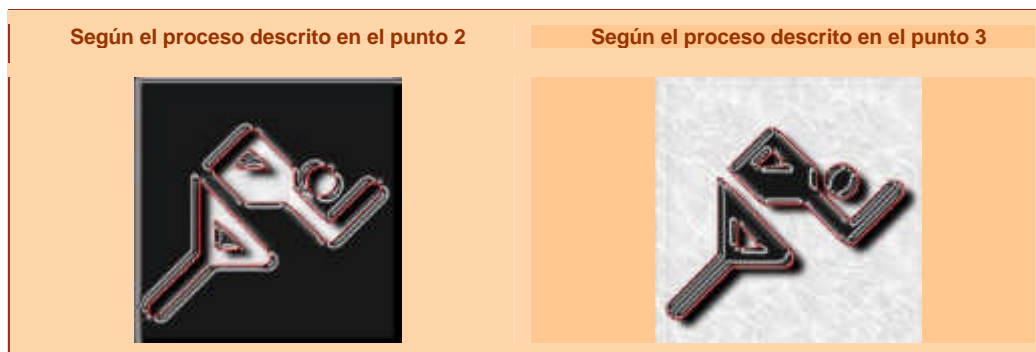 Según el proceso descrito en el punto 2
Según el proceso descrito en el punto 3